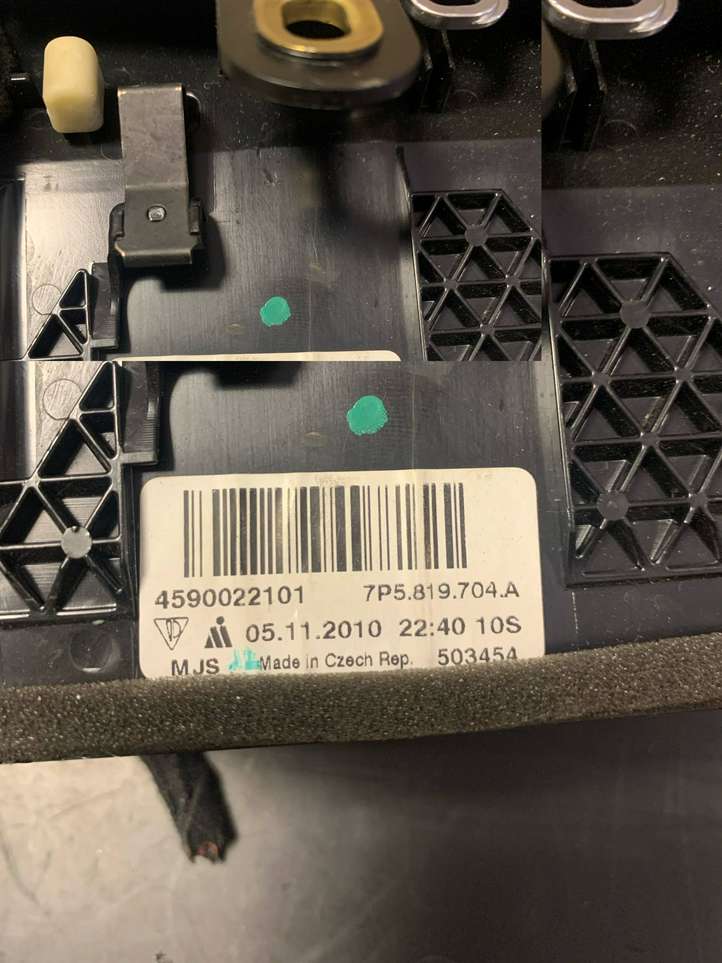 4590022101 7P5.819.704.A
05.11.2010 22:40 10S
MJS Made in Czech Rep. 503454